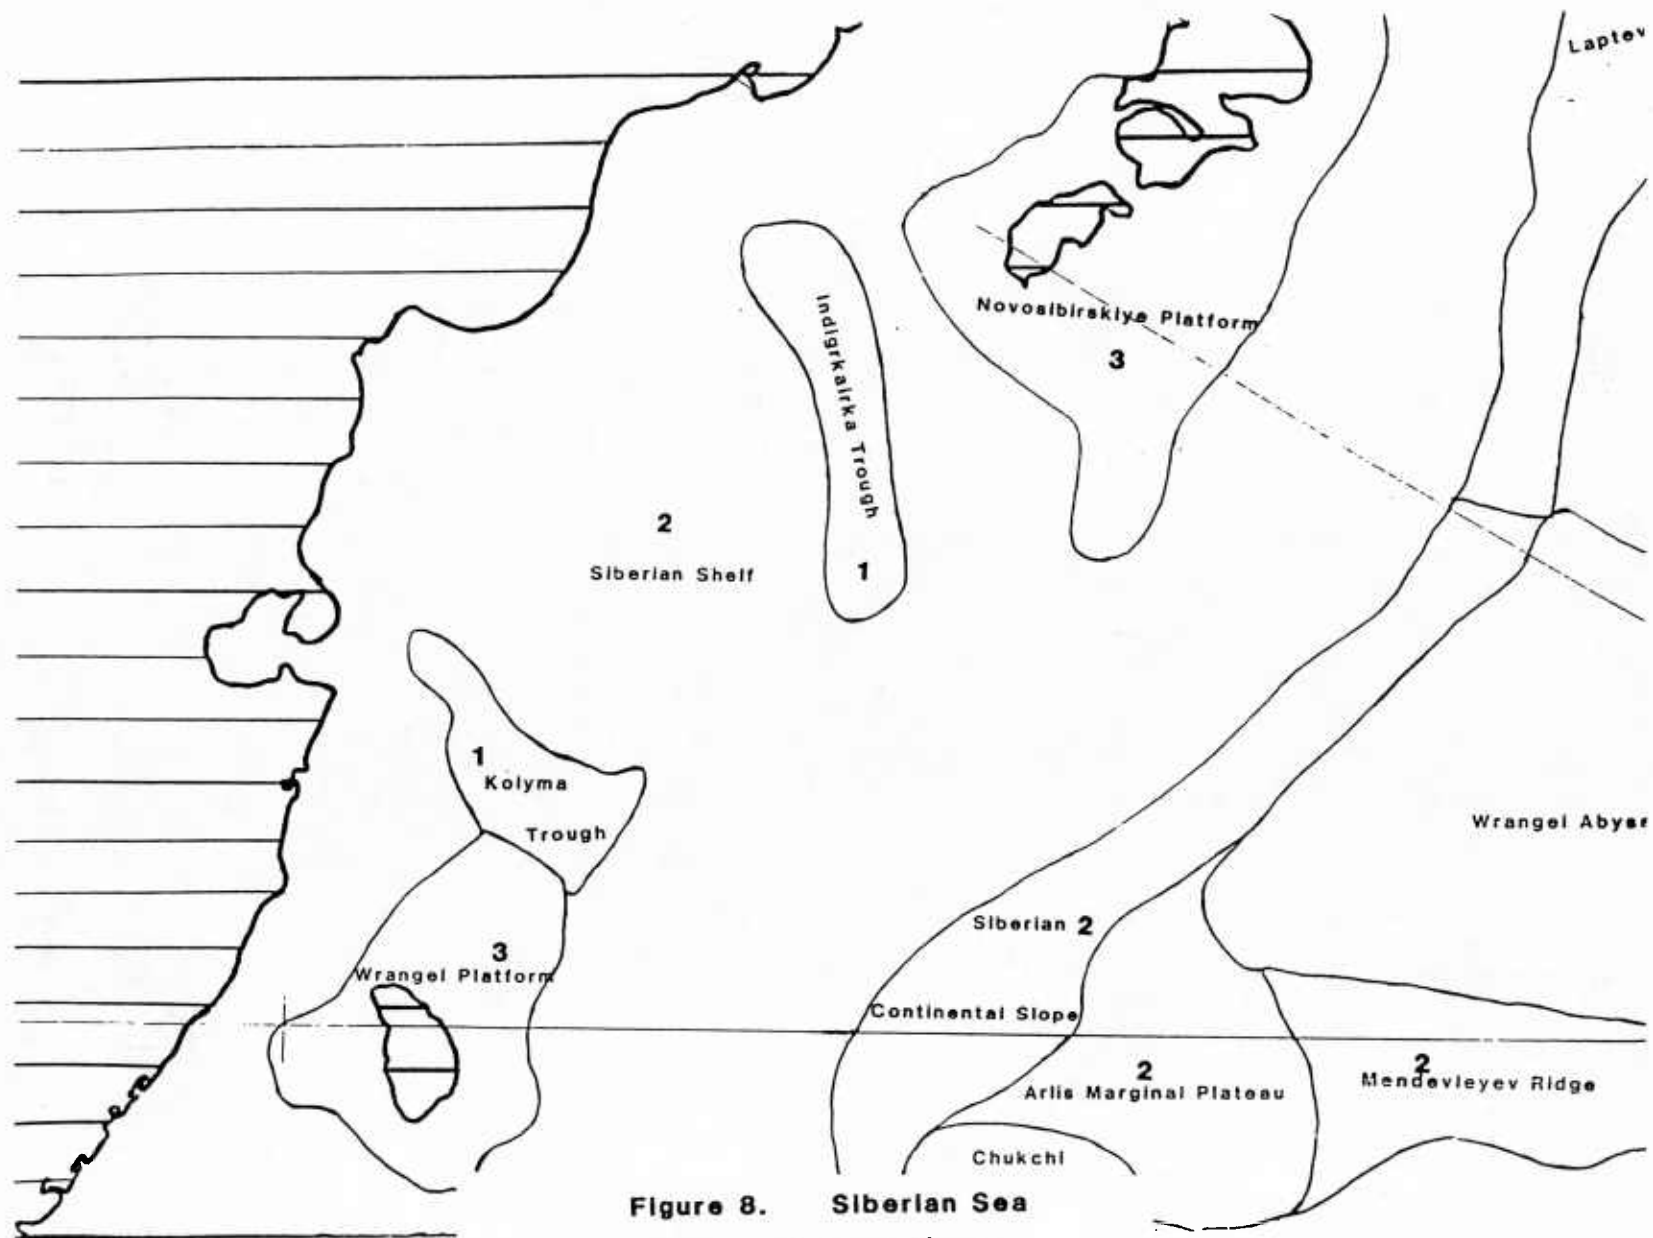 Laptev
Novosibirskiye Platform
3
Indigrkairka Trough
1
2
Siberian Shelf
1
Kolyma
Trough
Wrangel Abyss
Siberian 2
3
Wrangel Platform
Continental Slope
2
Arlis Marginal Plateau
2
Mendevleyev Ridge
Chukchi
Figure 8. Siberian Sea